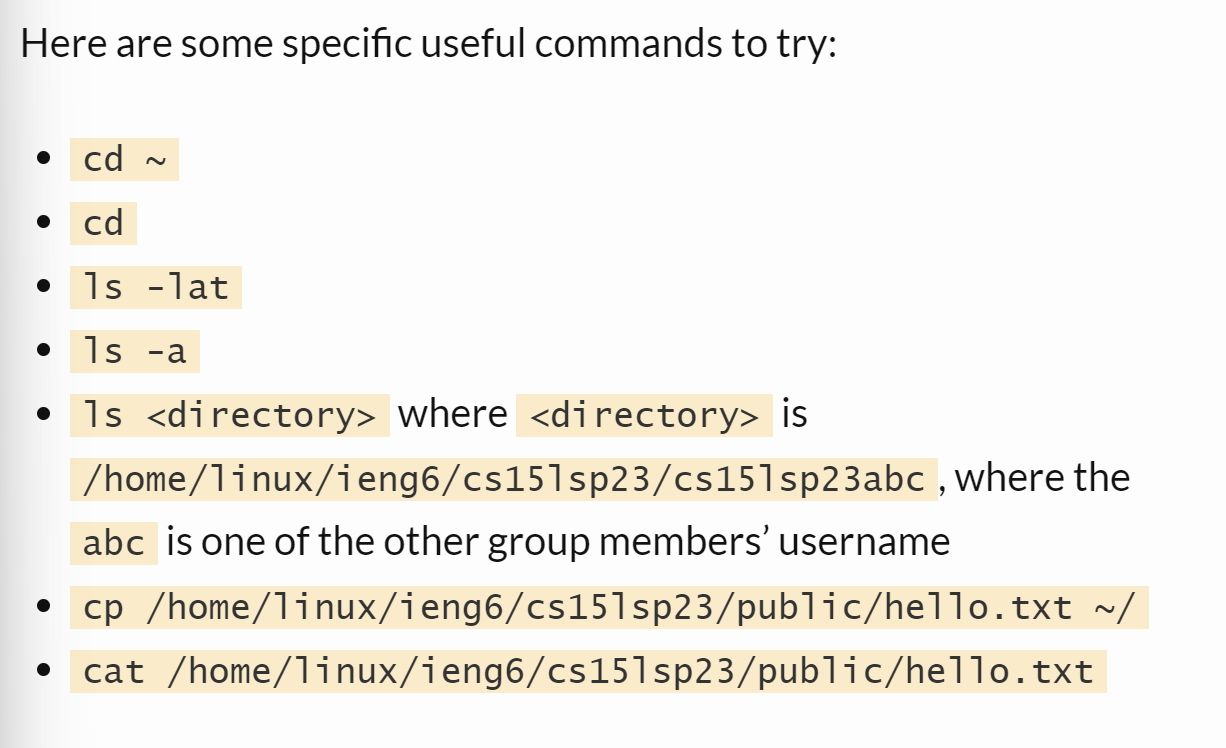 Here are some specific useful commands to try:
• cd ~
• cd
• ls -lat
• ls -a
• ls <directory> where <directory> is
/home/linux/ieng6/cs15lsp23/cs15lsp23abc, where the
abc is one of the other group members’ username
• cp /home/linux/ieng6/cs15lsp23/public/hello.txt ~/
• cat /home/linux/ieng6/cs15lsp23/public/hello.txt